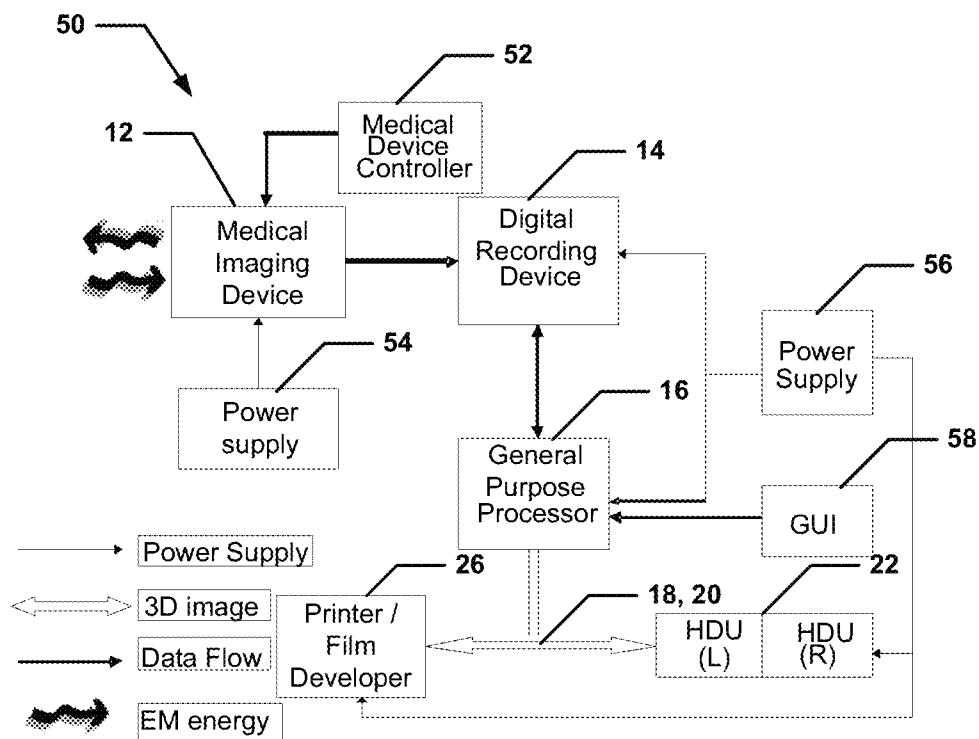 50
52
12
Medical
Device
Controller
14
Medical
Imaging
Device
Digital
Recording
Device
56
54
Power
Supply
Power
supply
16
General
Purpose
Processor
58
GUI
Power Supply
26
22
3D image
Printer /
Film
Developer
18, 20
HDU
(L)
HDU
(R)
Data Flow
EM energy